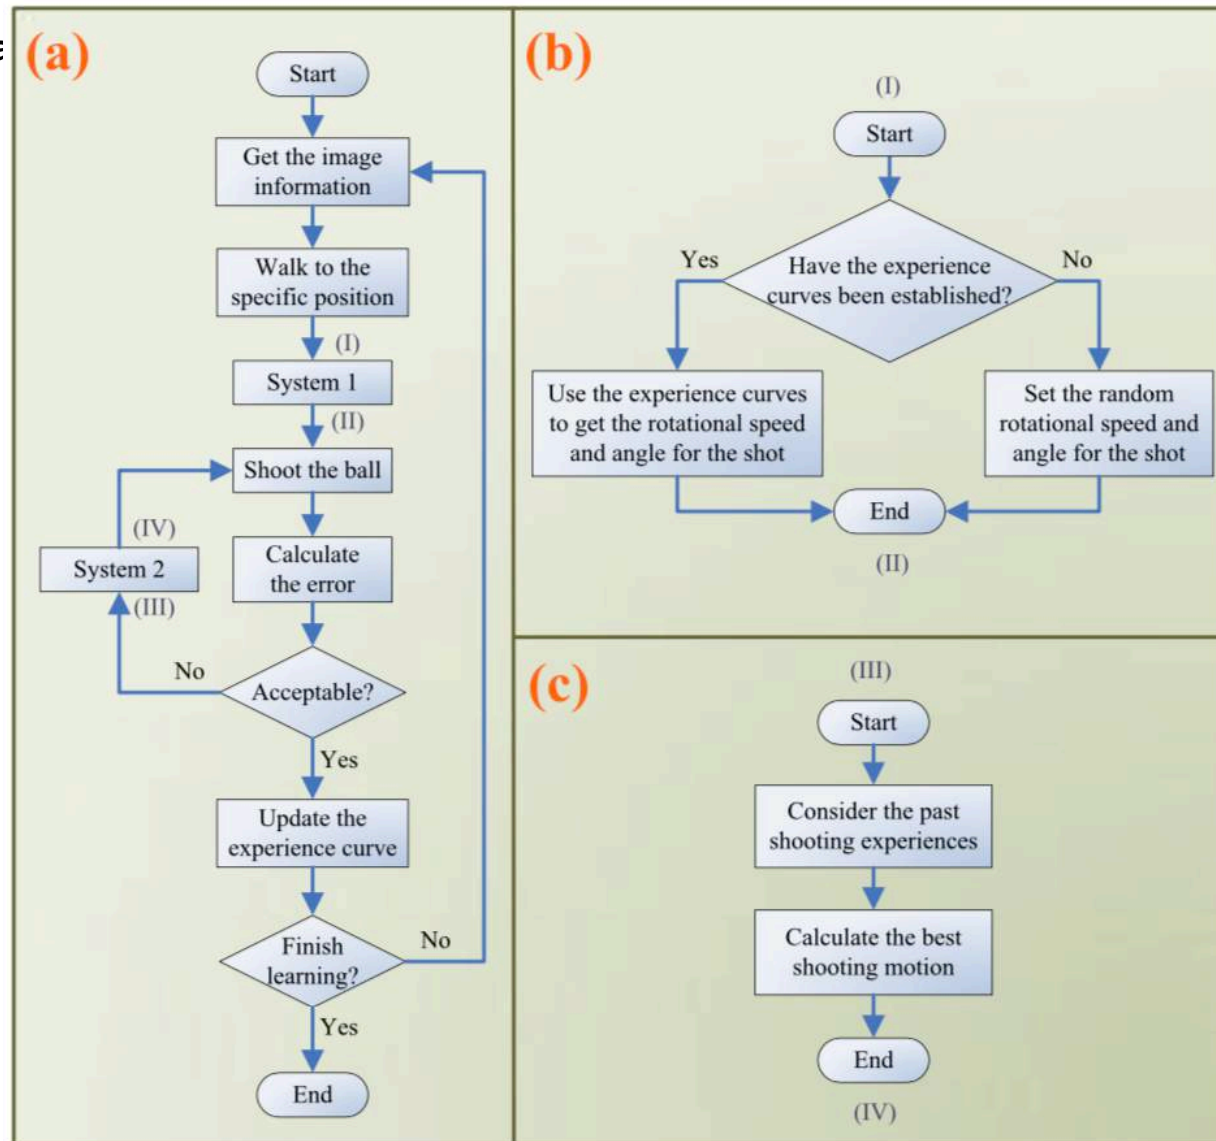 (a)
Start
Get the image
information
Walk to the
specific position
(I)
System 1
(II)
Shoot the ball
(IV)
System 2
(III)
Calculate
the error
No
Acceptable?
Yes
Update the
experience curve
Finish
learning?
No
Yes
End
(b)
(I)
Start
Yes
Have the experience
curves been established?
No
Use the experience curves
to get the rotational speed
and angle for the shot
Set the random
rotational speed and
angle for the shot
End
(II)
(c)
(III)
Start
Consider the past
shooting experiences
Calculate the best
shooting motion
End
(IV)